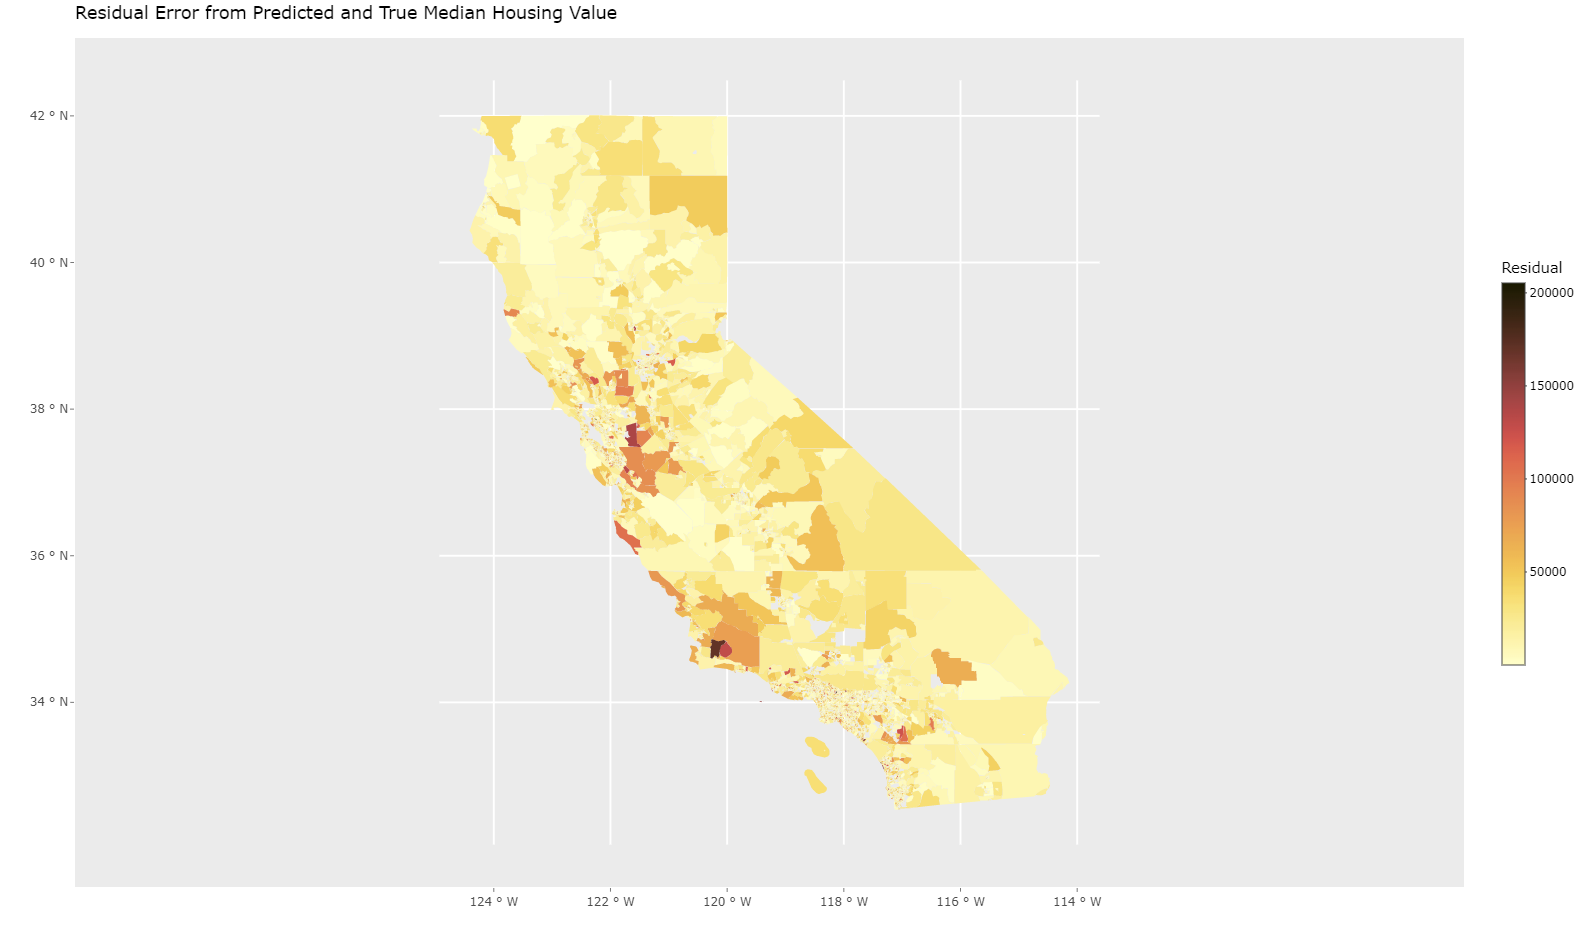 Residual Error from Predicted and True Median Housing Value
42 ° N
40 ° N
38 ° N
36 ° N
34 ° N
124 ° W
122 ° W
120 ° W
118 ° W
116 ° W
114 ° W
Residual
200000
150000
100000
50000